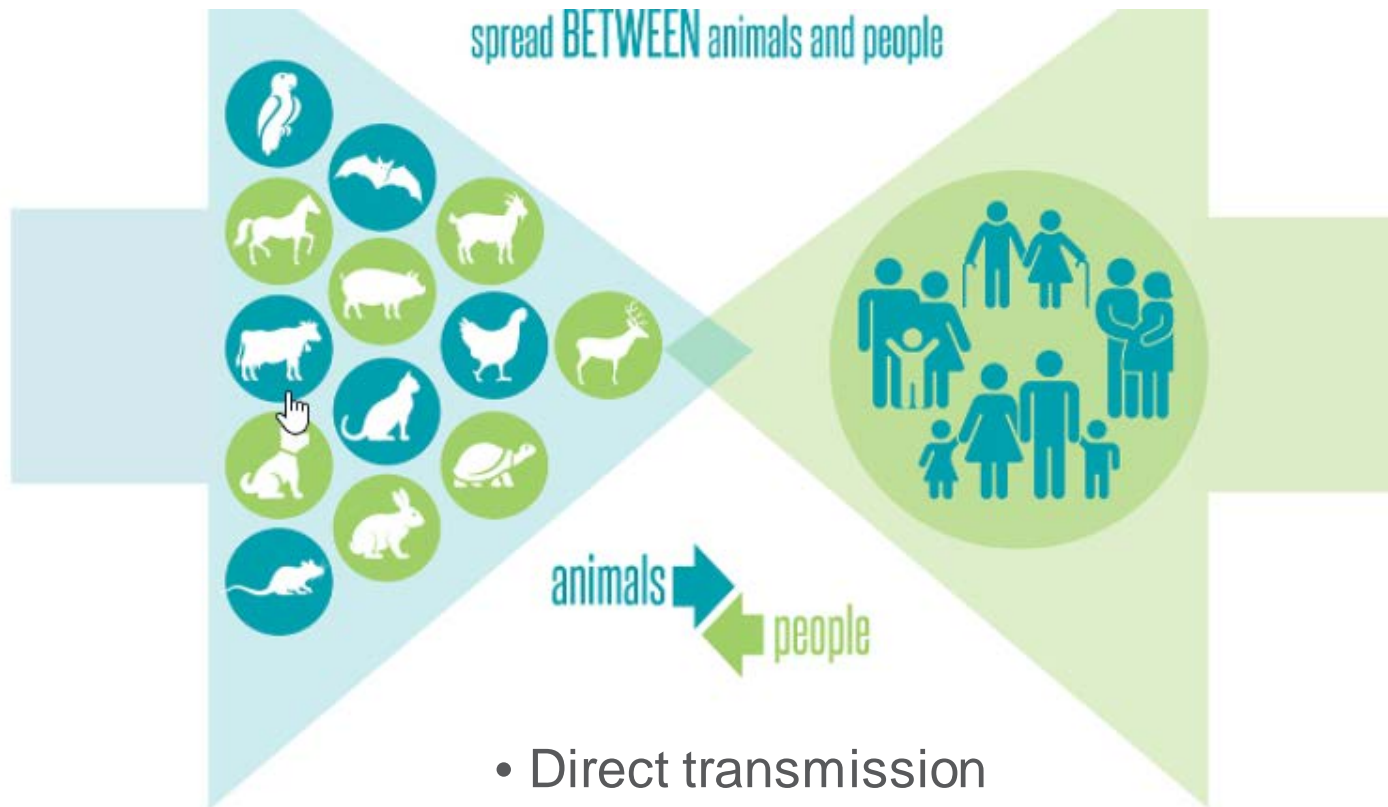 spread BETWEEN animals and people
animals
people
• Direct transmission